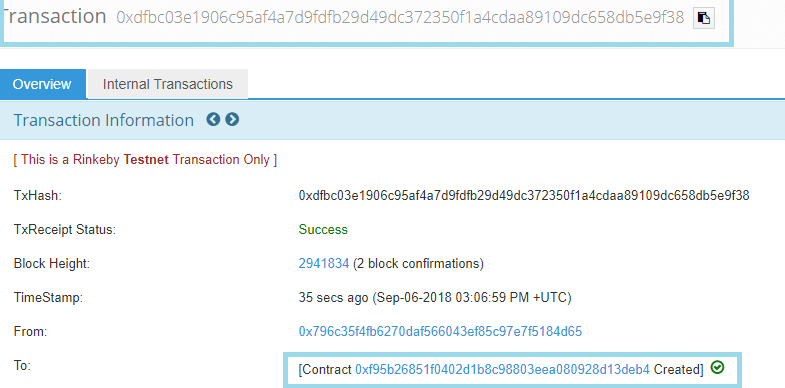 Transaction 0xdfbc03e1906c95af4a7d9fdfb29d49dc372350f1a4cdaa89109dc658db5e9f38
Overview Internal Transactions
Transaction Information
[ This is a Rinkeby Testnet Transaction Only ]
TxHash: 0xdfbc03e1906c95af4a7d9fdfb29d49dc372350f1a4cdaa89109dc658db5e9f38
TxReceipt Status: Success
Block Height: 2941834 (2 block confirmations)
TimeStamp: 35 secs ago (Sep-06-2018 03:06:59 PM +UTC)
From: 0x796c35f4fb6270daf566043ef85c97e7f5184d65
To: [Contract 0xf95b26851f0402d1b8c98803eea080928d13deb4 Created]